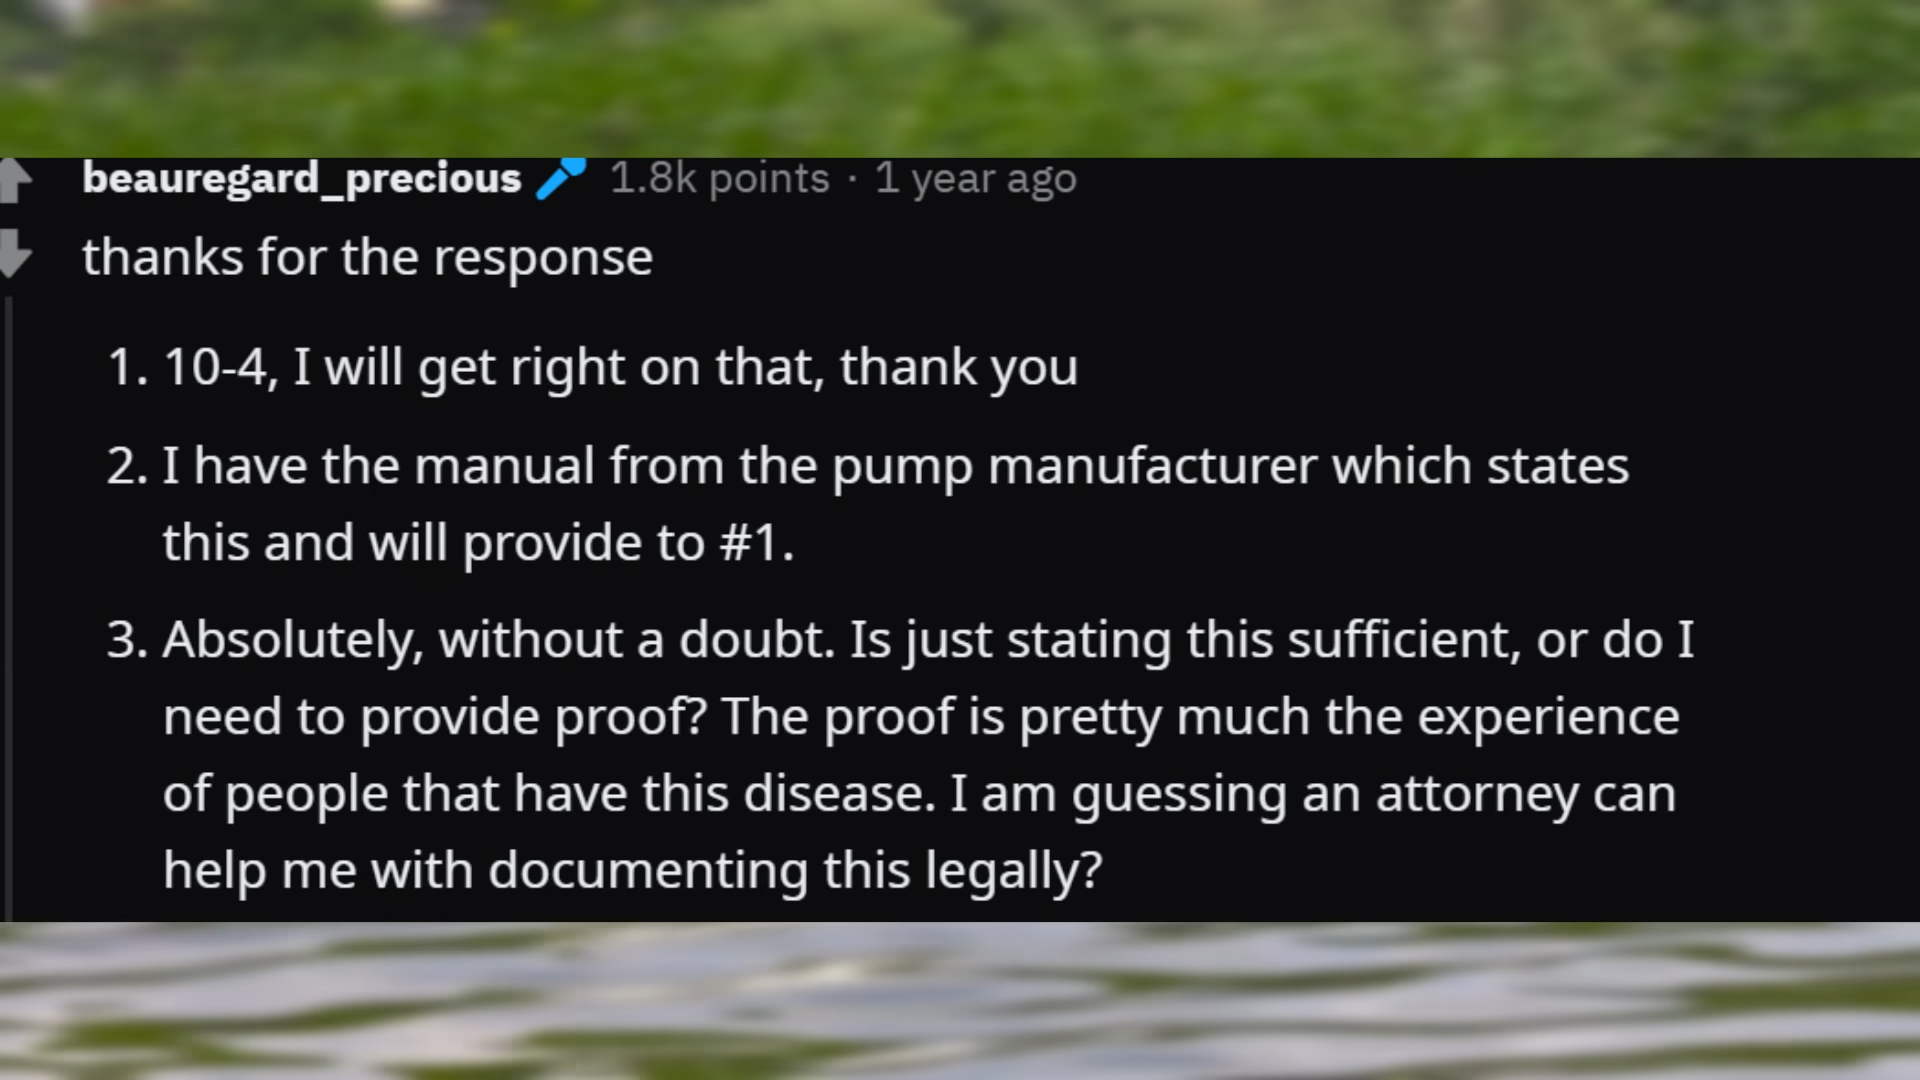 beauregard_precious 1.8k points · 1 year ago
thanks for the response
1. 10-4, I will get right on that, thank you
2. I have the manual from the pump manufacturer which states
this and will provide to #1.
3. Absolutely, without a doubt. Is just stating this sufficient, or do I
need to provide proof? The proof is pretty much the experience
of people that have this disease. I am guessing an attorney can
help me with documenting this legally?